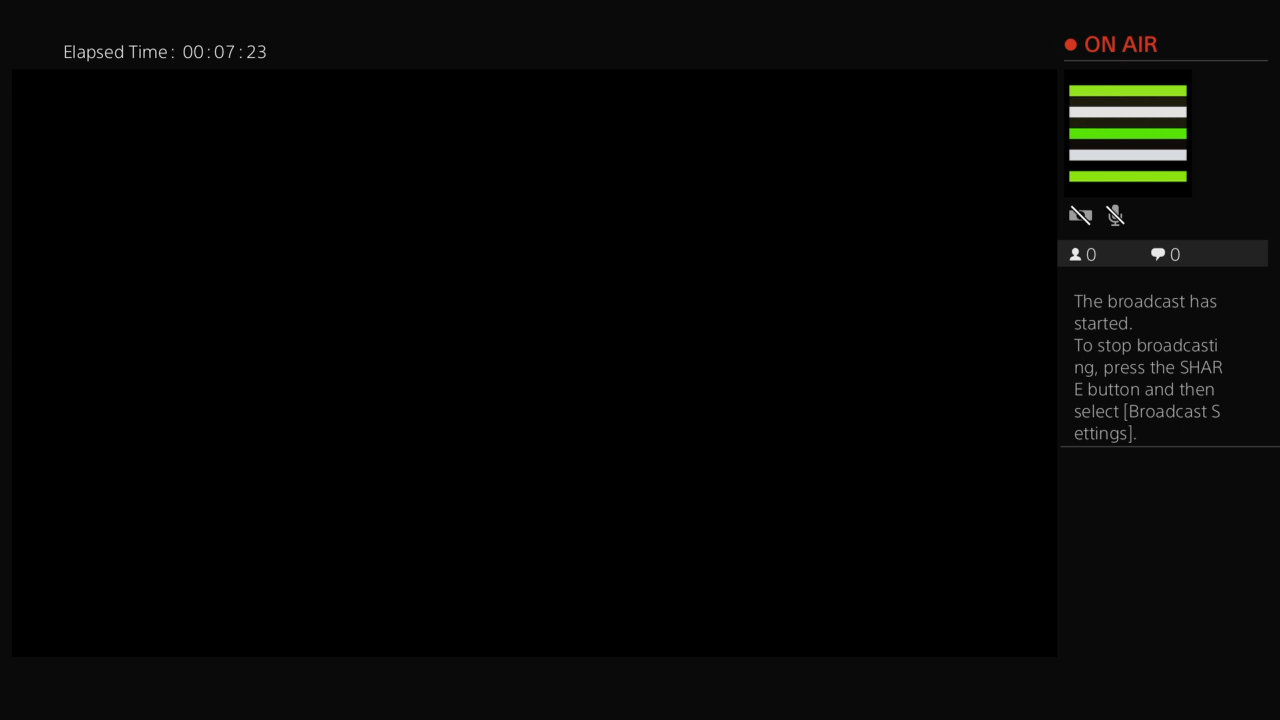 Elapsed Time: 00:07:23
ON AIR
0
0
The broadcast has
started.
To stop broadcasti
ng, press the SHAR
E button and then
select [Broadcast S
ettings].